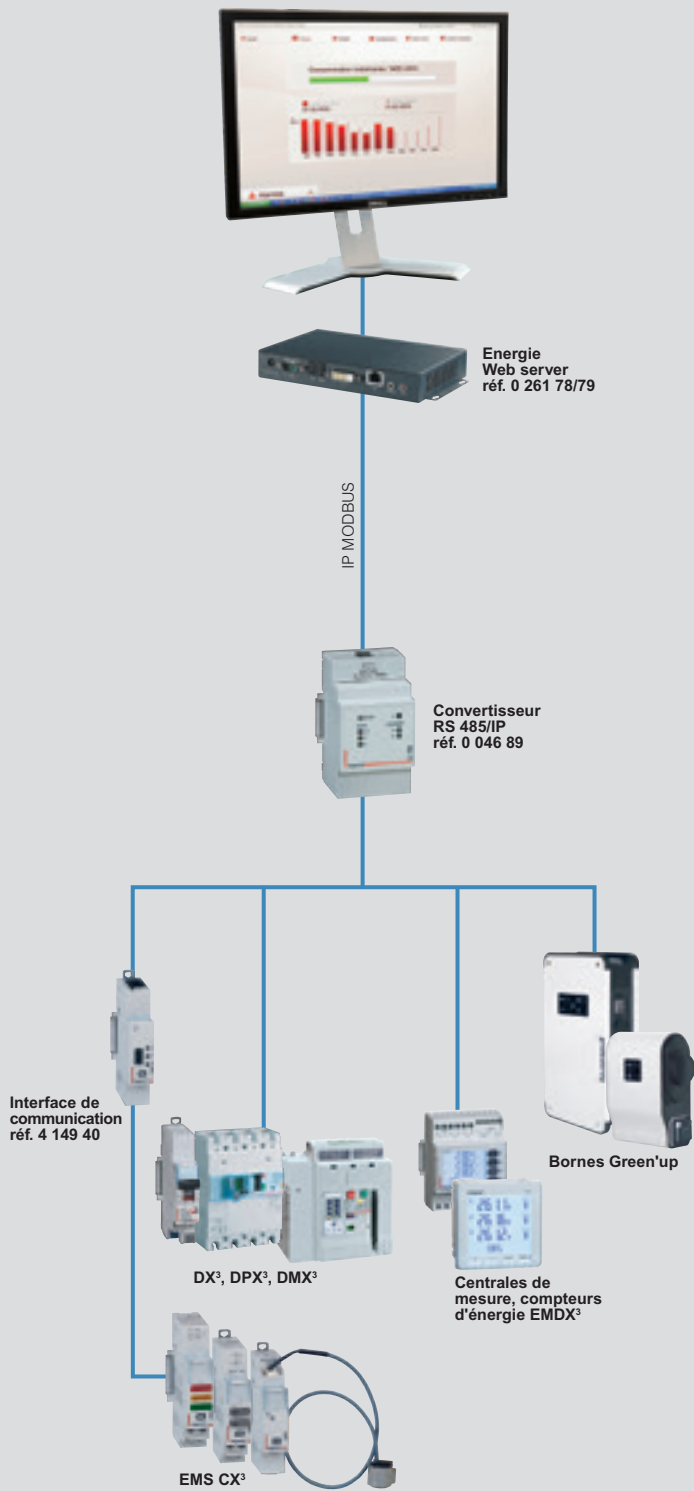 Energie
Web server
réf. 0 261 78/79
IP MODBUS
Convertisseur
RS 485/IP
réf. 0 046 89
Interface de
communication
réf. 4 149 40
Bornes Green'up
DX³, DPX³, DMX³
Centrales de
mesure, compteurs
d'énergie EMDX³
EMS CX³